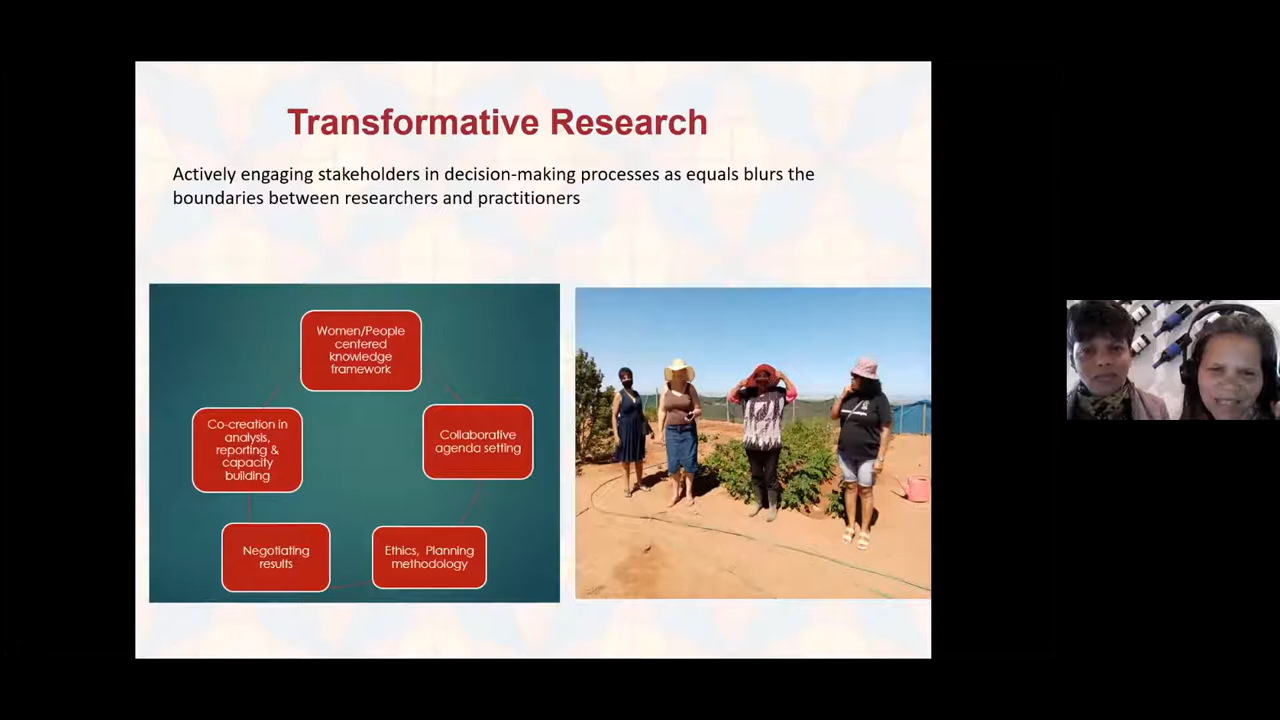 Transformative Research
Actively engaging stakeholders in decision-making processes as equals blurs the
boundaries between researchers and practitioners
Women/People
centered
knowledge
framework
Collaborative
agenda setting
Ethics, Planning
methodology
Negotiating
results
Co-creation in
analysis,
reporting &
capacity
building